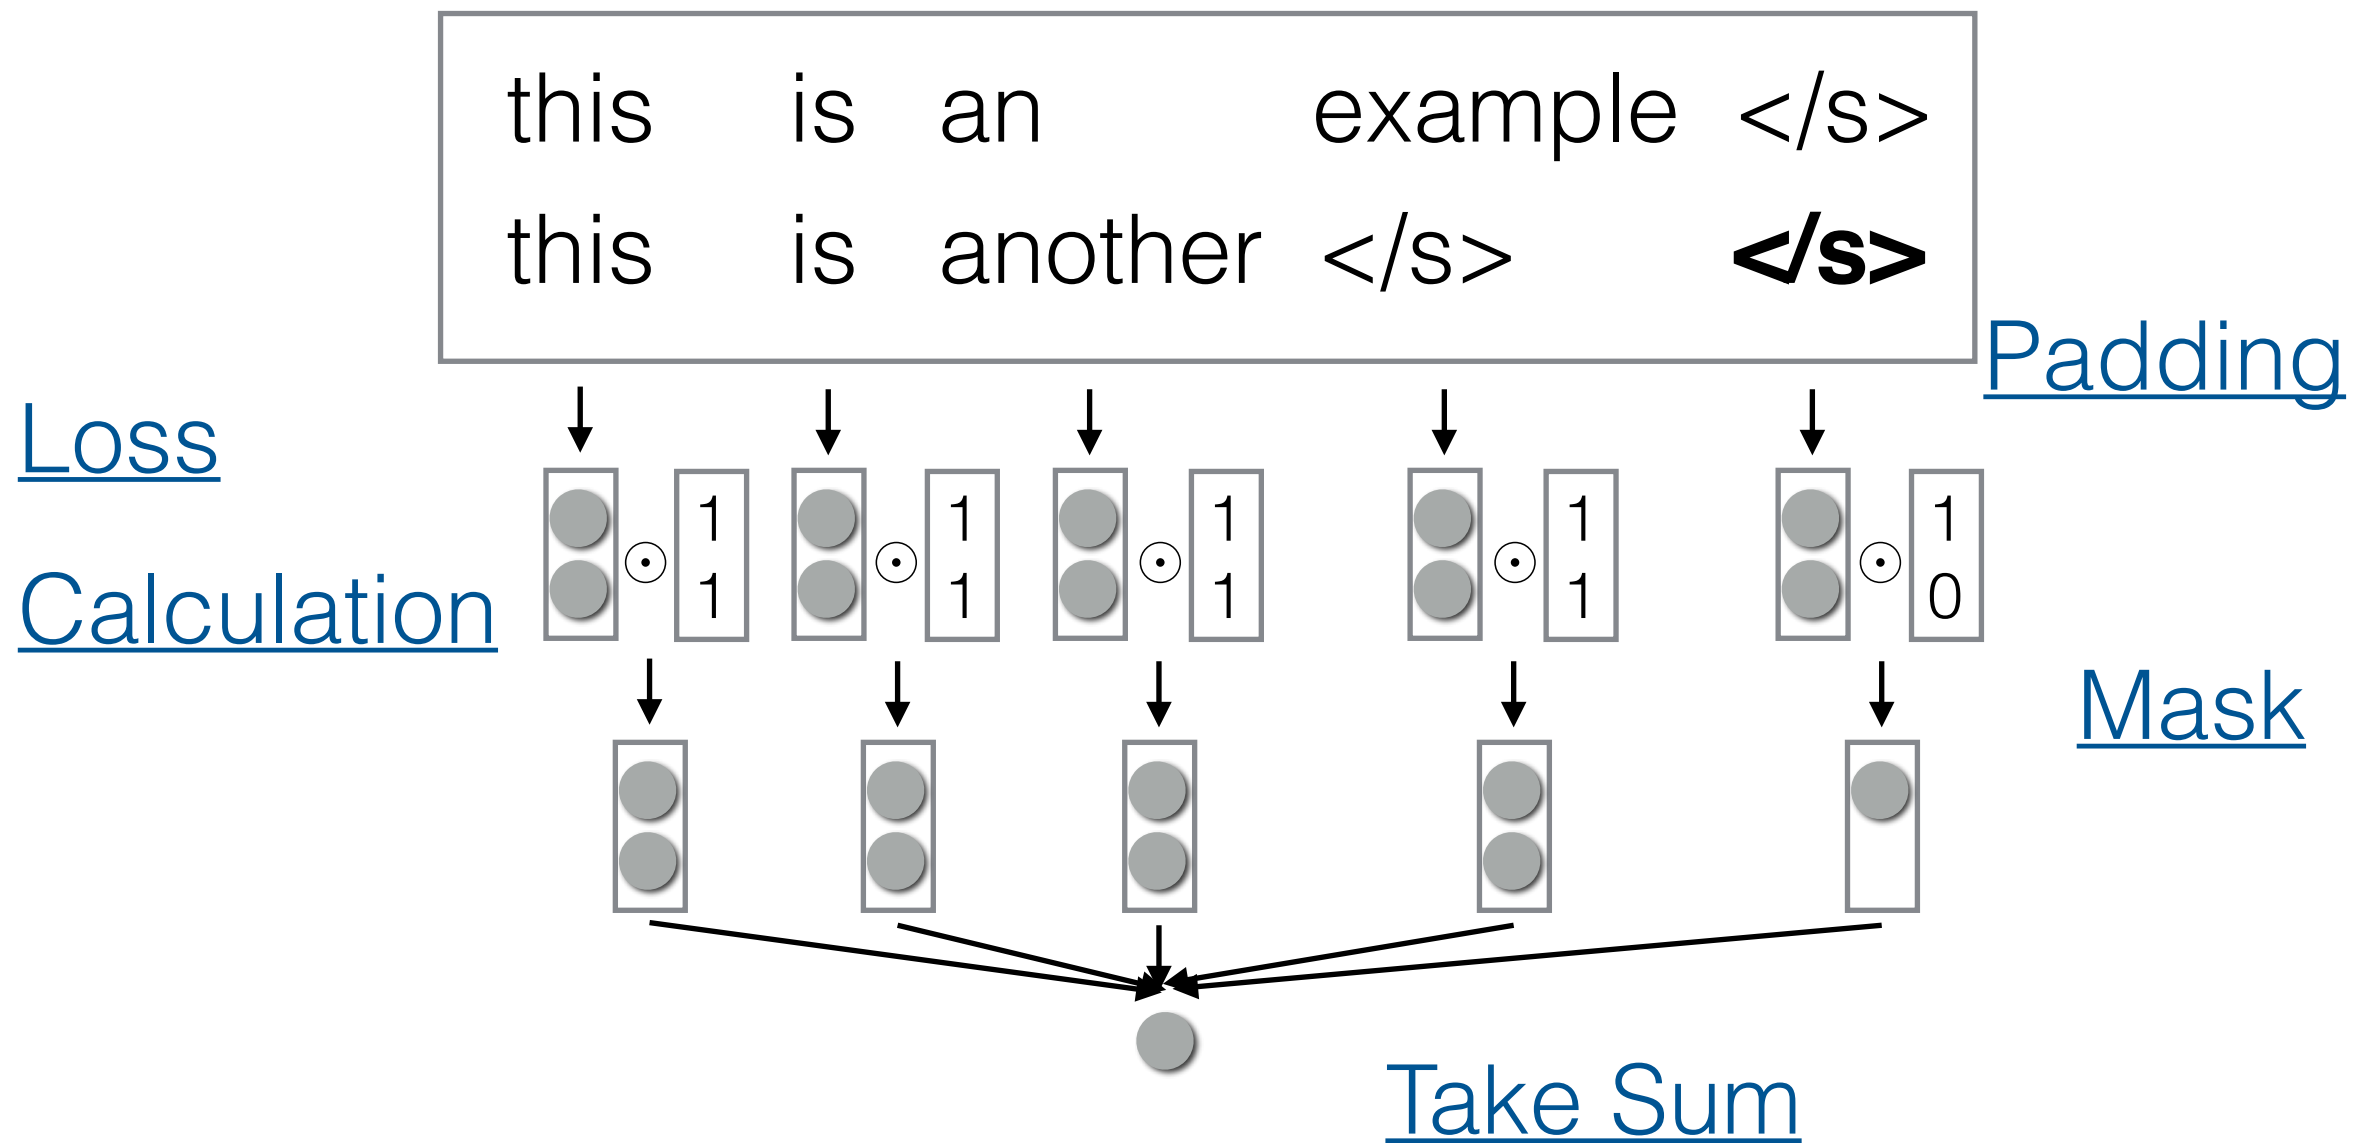 this is an example </s>
this is another </s> </s>
Padding
Loss
Calculation
1 1 1 1 1
1 1 1 1 0
Mask
Take Sum